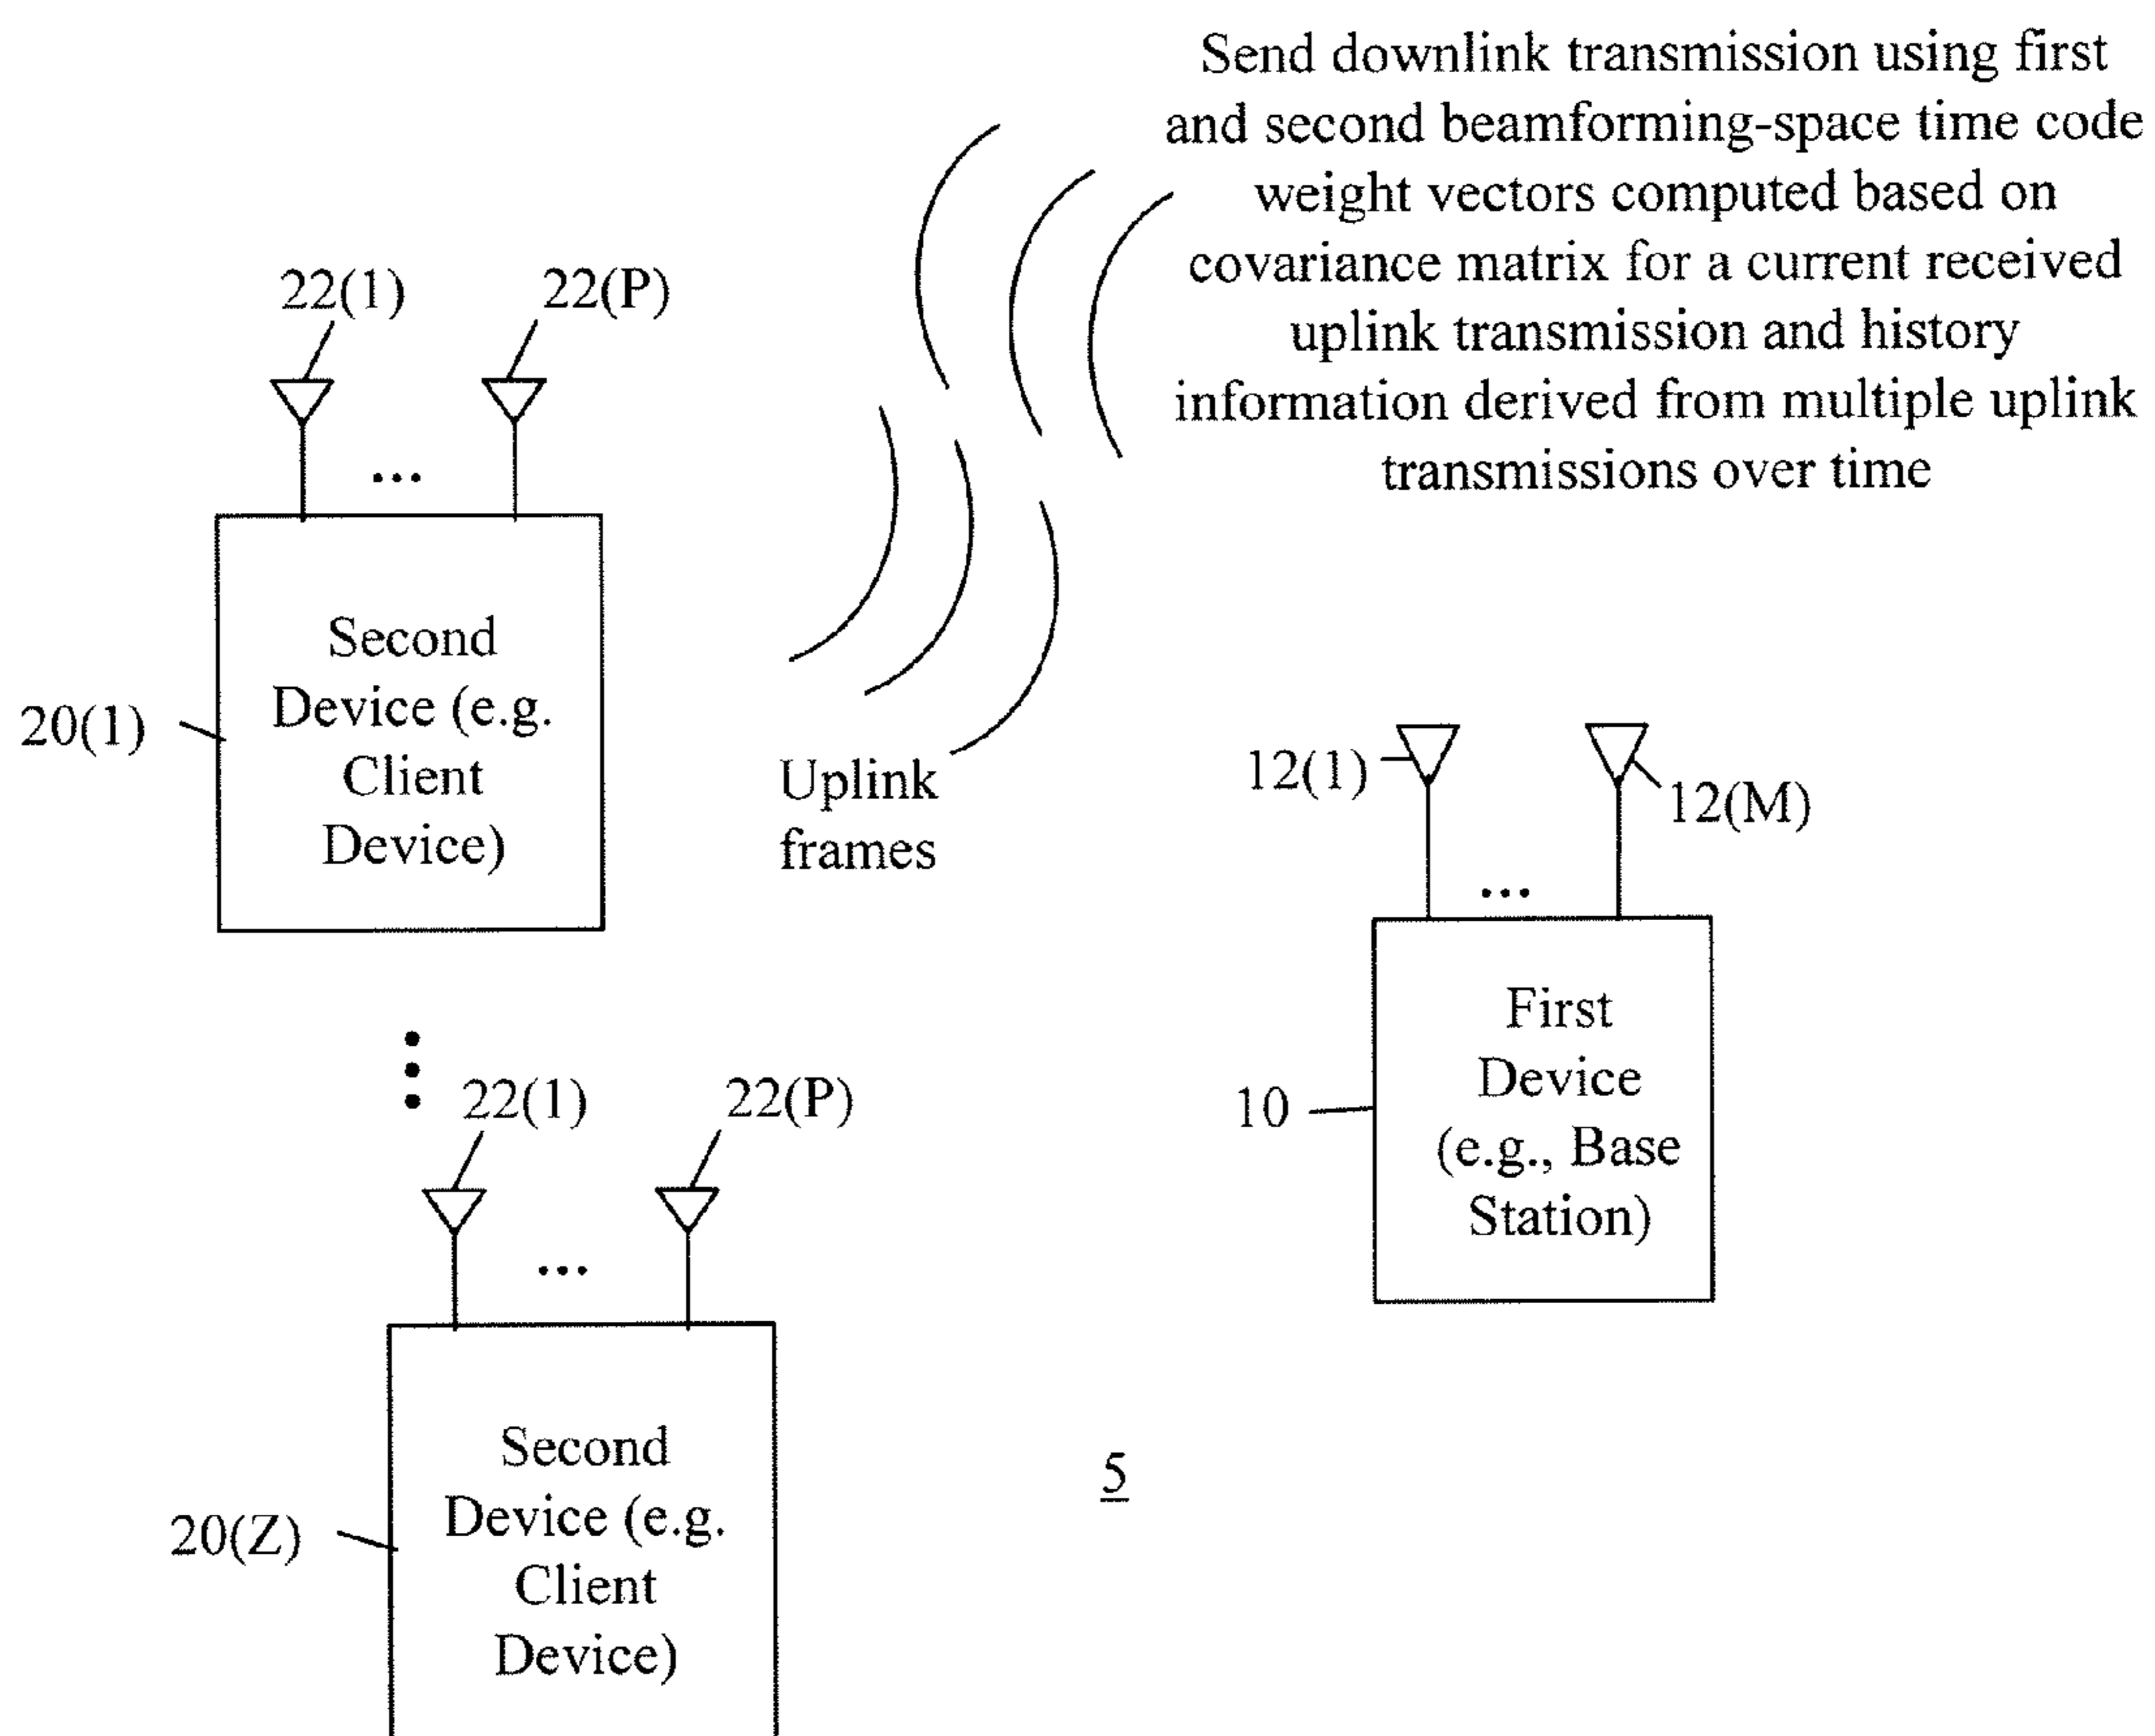 Send downlink transmission using first
and second beamforming-space time code
weight vectors computed based on
covariance matrix for a current received
uplink transmission and history
information derived from multiple uplink
transmissions over time
22(1)
22(P)
...
Second
Device (e.g.
Client
Device)
20(1)
Uplink
frames
12(1)
12(M)
...
First
Device
(e.g., Base
Station)
10
22(1)
22(P)
...
Second
Device (e.g.
Client
Device)
20(Z)
5